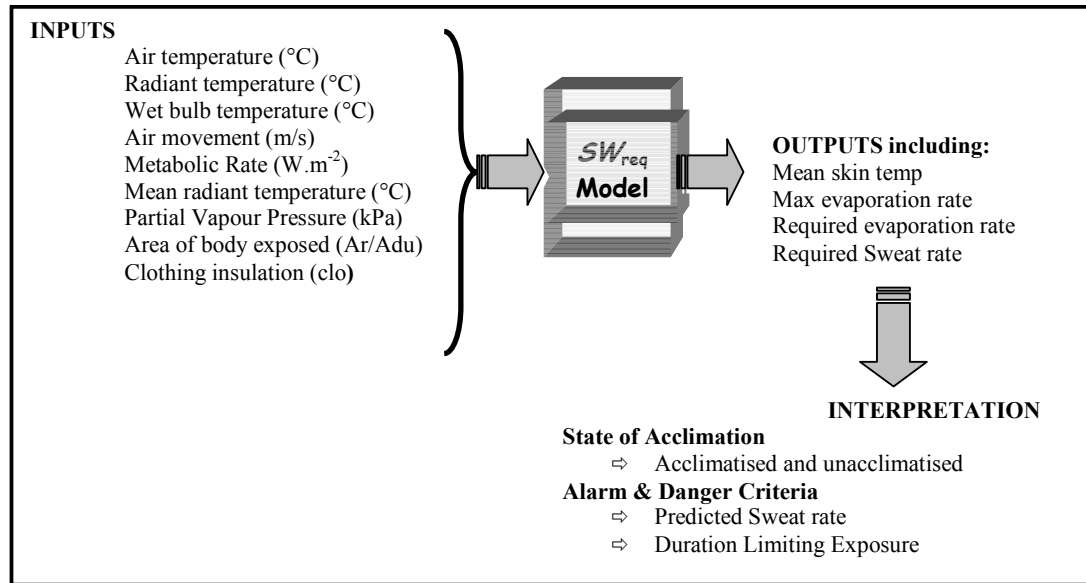 INPUTS
Air temperature (°C)
Radiant temperature (°C)
Wet bulb temperature (°C)
Air movement (m/s)
Metabolic Rate (W.m⁻²)
Mean radiant temperature (°C)
Partial Vapour Pressure (kPa)
Area of body exposed (Ar/Adu)
Clothing insulation (clo)
SWreq
Model
OUTPUTS including:
Mean skin temp
Max evaporation rate
Required evaporation rate
Required Sweat rate
INTERPRETATION
State of Acclimation
⇨ Acclimatised and unacclimatised
Alarm & Danger Criteria
⇨ Predicted Sweat rate
⇨ Duration Limiting Exposure